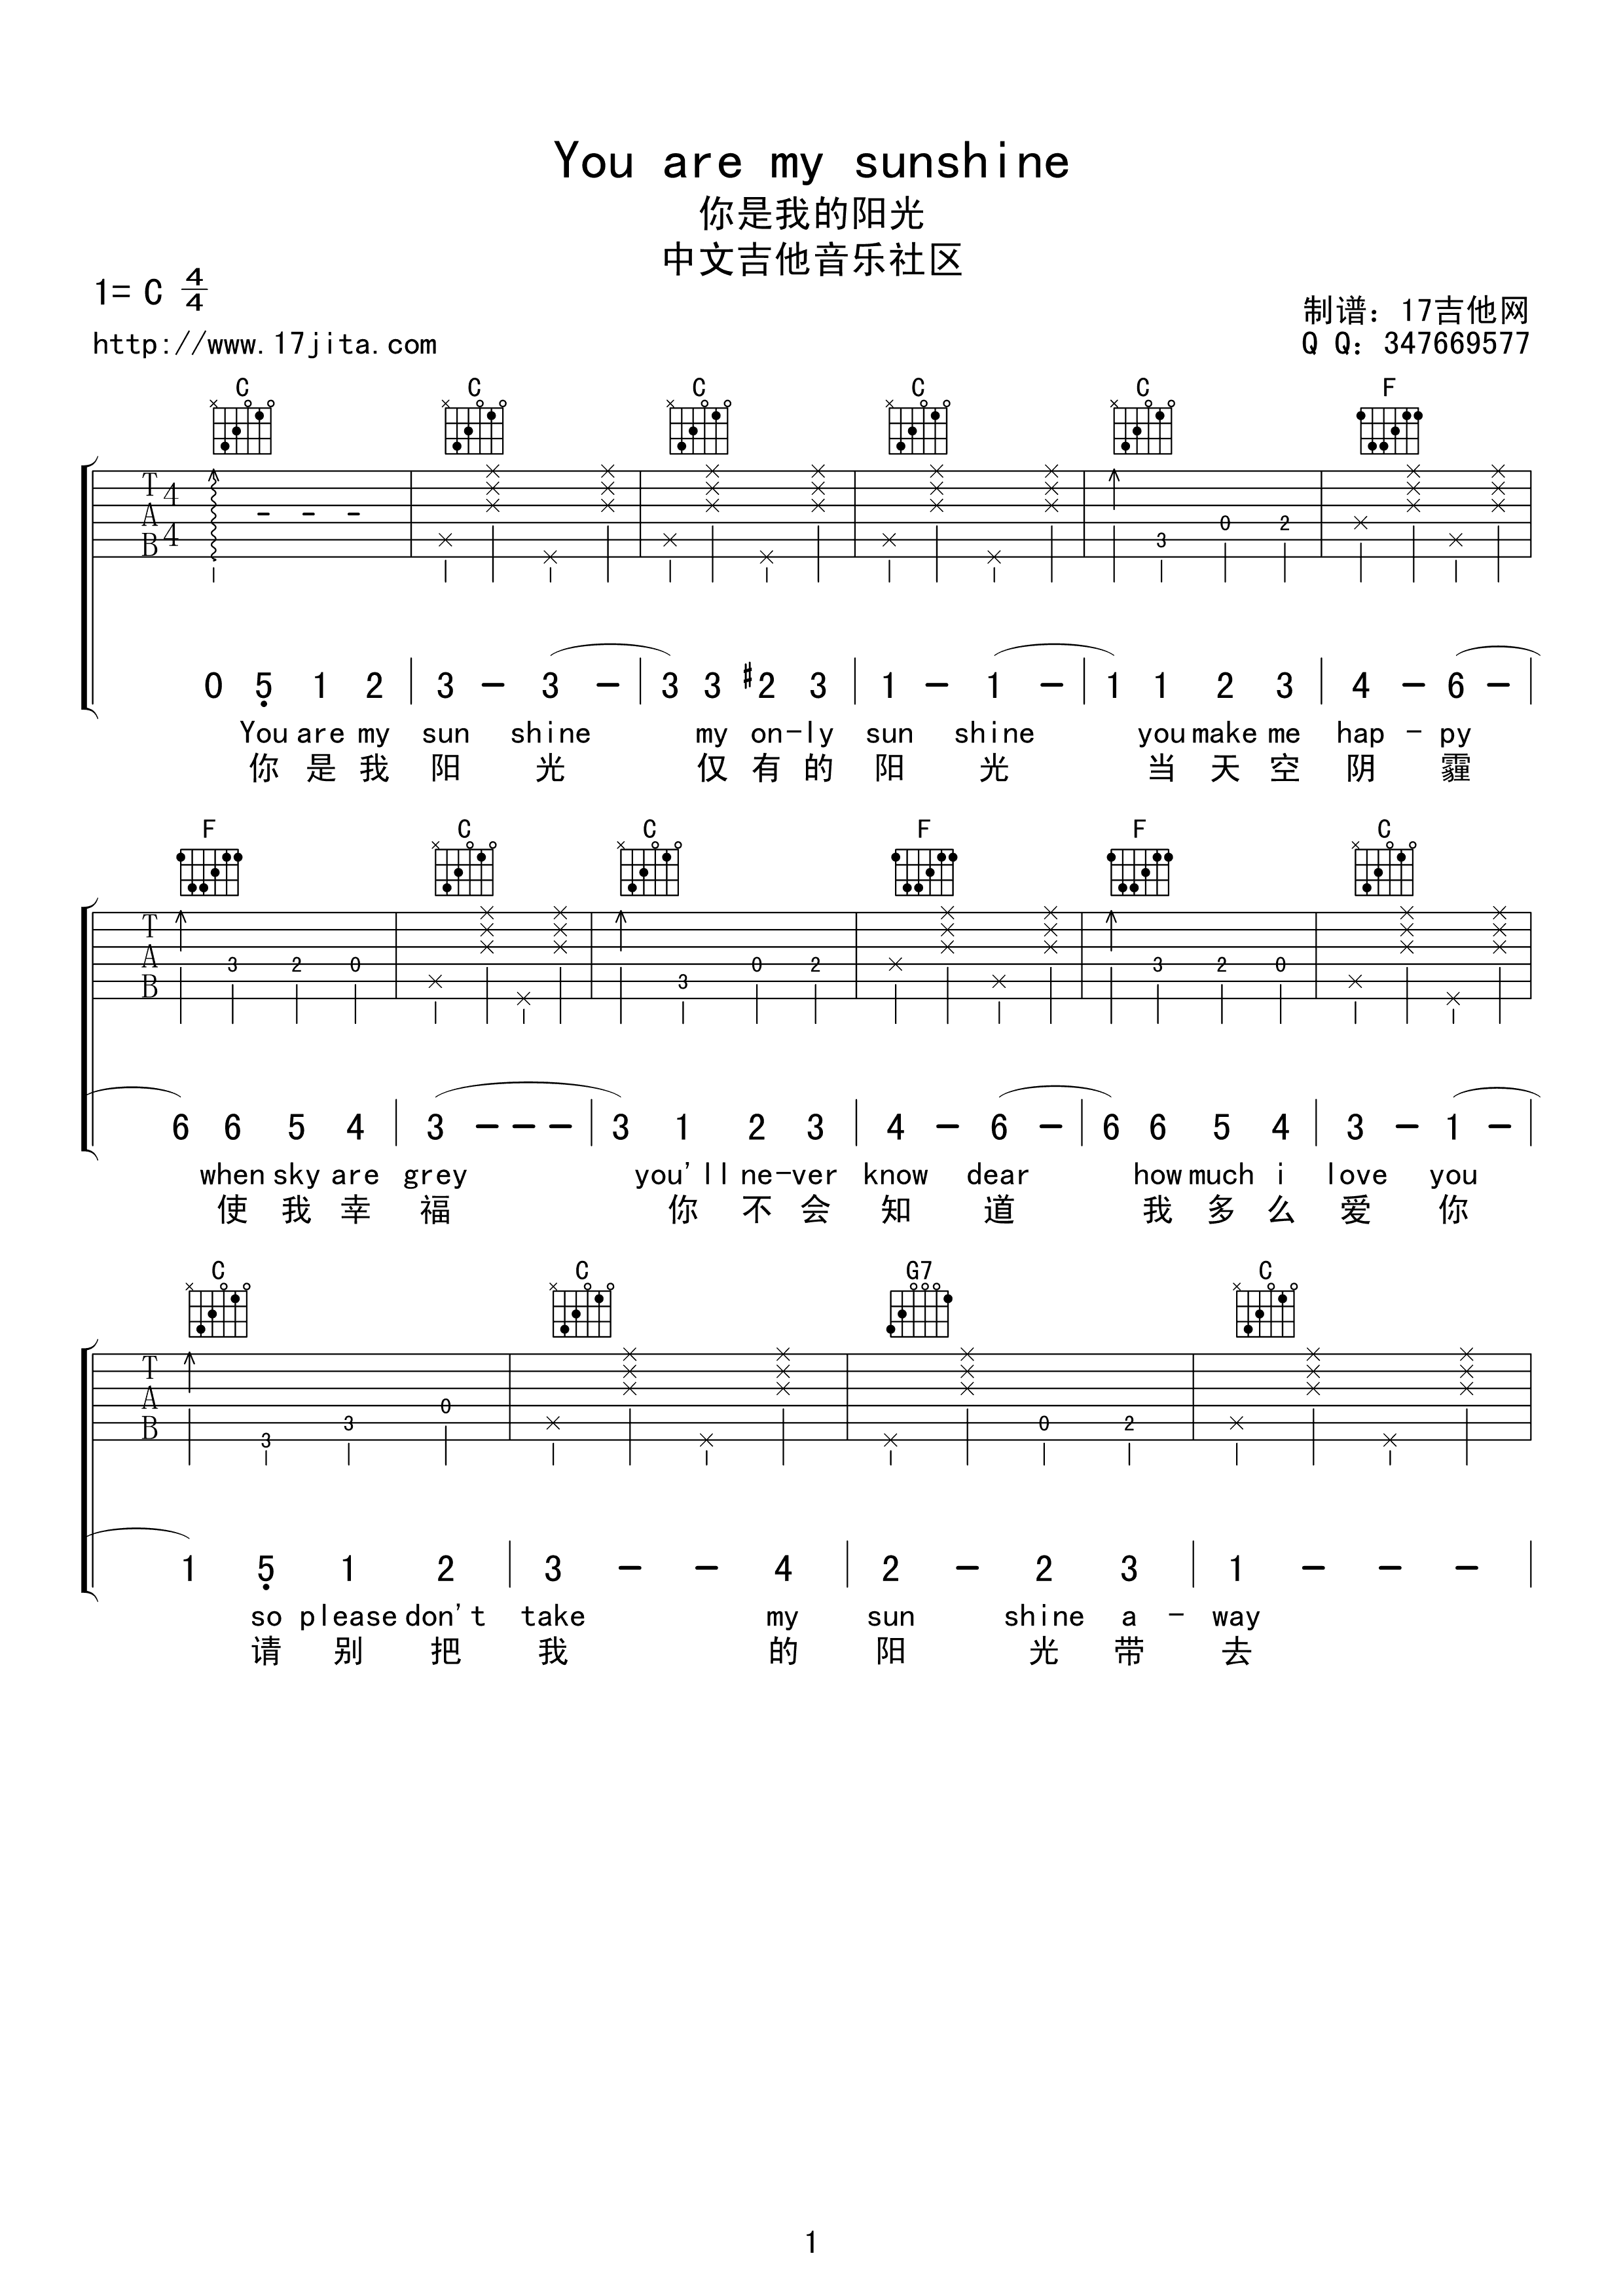 You are my sunshine
你是我的阳光
中文吉他音乐社区
1= C 4/4
制谱：17吉他网
http://www.17jita.com
Q Q：347669577
C C C C C F
T A B 4 4
3 0 2
0 5 1 2 | 3 - 3 - | 3 3 #2 3 | 1 - 1 - | 1 1 2 3 | 4 - 6 - |
You are my sun shine my on-ly sun shine you make me hap - py
你 是 我 阳 光 仅 有 的 阳 光 当 天 空 阴 霾
F C C F F C
T A B
3 2 0 3 0 2 3 2 0
6 6 5 4 | 3 - - - | 3 1 2 3 | 4 - 6 - | 6 6 5 4 | 3 - 1 - |
when sky are grey you'll ne-ver know dear how much i love you
使 我 幸 福 你 不 会 知 道 我 多 么 爱 你
C C G7 C
T A B
3 3 0 0 2
1 5 1 2 | 3 - - 4 | 2 - 2 3 | 1 - - - |
so please don't take my sun shine a - way
请 别 把 我 的 阳 光 带 去
1